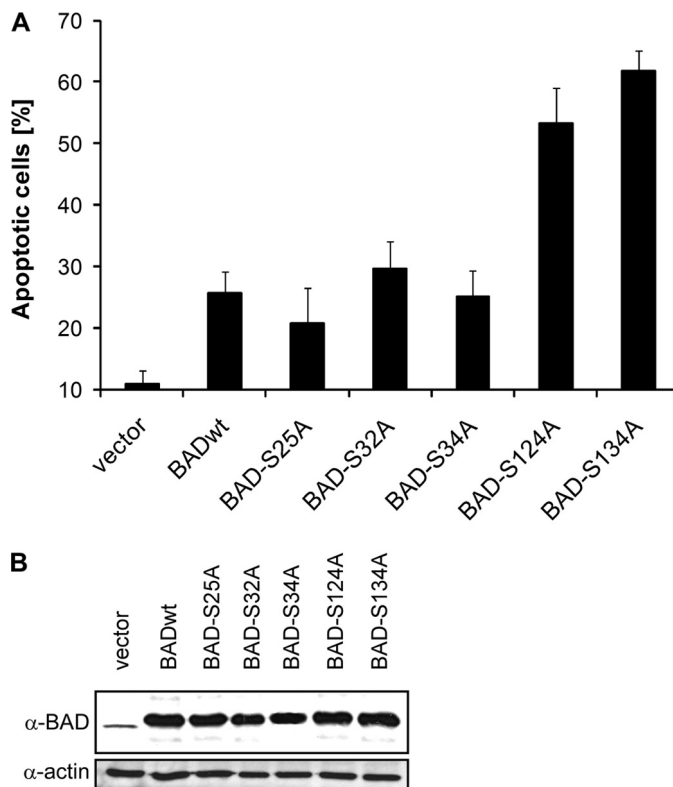 A
Apoptotic cells [%]
70
60
50
40
30
20
10
vector
BADwt
BAD-S25A
BAD-S32A
BAD-S34A
BAD-S124A
BAD-S134A
B
vector
BADwt
BAD-S25A
BAD-S32A
BAD-S34A
BAD-S124A
BAD-S134A
α-BAD
α-actin